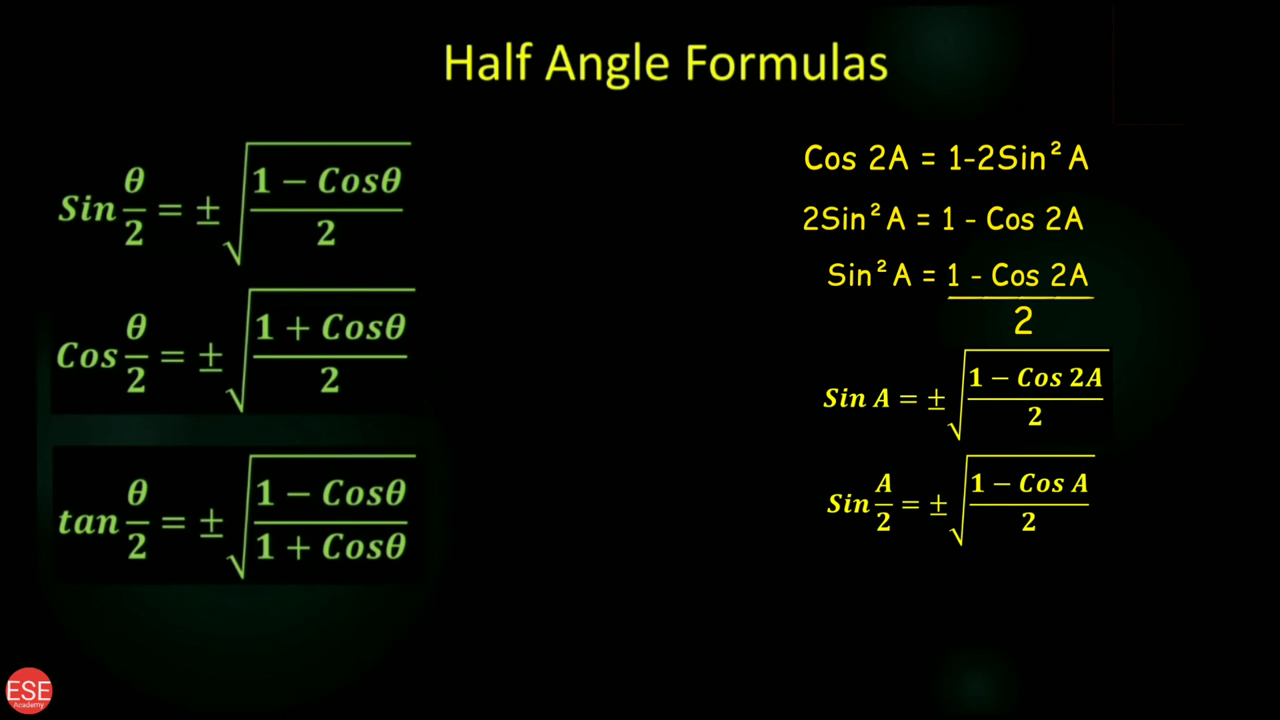 Half Angle Formulas
Sin θ/2 = ± √((1 − Cosθ)/2)
Cos θ/2 = ± √((1 + Cosθ)/2)
tan θ/2 = ± √((1 − Cosθ)/(1 + Cosθ))
Cos 2A = 1-2Sin²A
2Sin²A = 1 - Cos 2A
Sin²A = (1 - Cos 2A)/2
Sin A = ± √((1 − Cos 2A)/2)
Sin A/2 = ± √((1 − Cos A)/2)
ESE
Academy